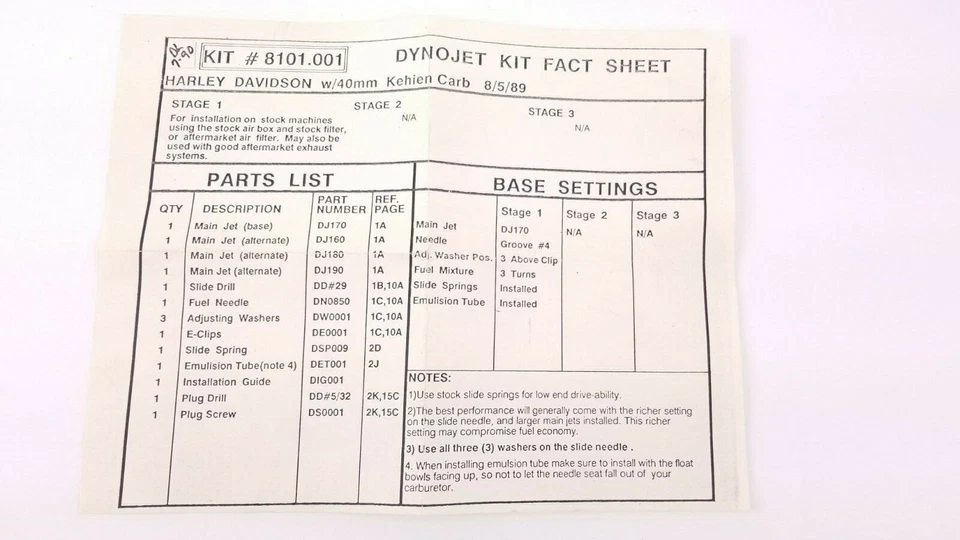 OK
7-90
KIT # 8101.001
DYNOJET KIT FACT SHEET
HARLEY DAVIDSON w/40mm Kehien Carb 8/5/89
STAGE 1
For installation on stock machines
using the stock air box and stock filter,
or aftermarket air filter. May also be
used with good aftermarket exhaust
systems.
STAGE 2
N/A
STAGE 3
N/A
PARTS LIST
QTY DESCRIPTION PART NUMBER REF. PAGE
1 Main Jet (base) DJ170 1A
1 Main Jet (alternate) DJ160 1A
1 Main Jet (alternate) DJ180 1A
1 Main Jet (alternate) DJ190 1A
1 Slide Drill DD#29 1B,10A
1 Fuel Needle DN0850 1C,10A
3 Adjusting Washers DW0001 1C,10A
1 E-Clips DE0001 1C,10A
1 Slide Spring DSP009 2D
1 Emulision Tube(note 4) DET001 2J
1 Installation Guide DIG001
1 Plug Drill DD#5/32 2K,15C
1 Plug Screw DS0001 2K,15C
BASE SETTINGS
Stage 1 Stage 2 Stage 3
Main Jet DJ170 N/A N/A
Needle Groove #4
Adj. Washer Pos. 3 Above Clip
Fuel Mixture 3 Turns
Slide Springs Installed
Emulision Tube Installed
NOTES:
1)Use stock slide springs for low end drive-ability.
2)The best performance will generally come with the richer setting
on the slide needle, and larger main jets installed. This richer
setting may compromise fuel economy.
3) Use all three (3) washers on the slide needle .
4. When installing emulsion tube make sure to install with the float
bowls facing up, so not to let the needle seat fall out of your
carburetor.